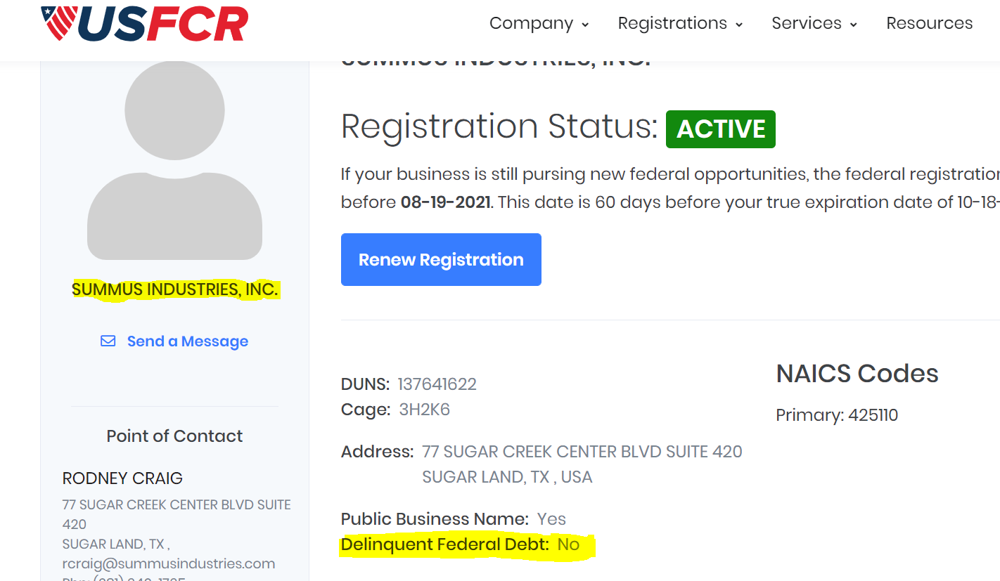 USFCR
Company
Registrations
Services
Resources
SUMMUS INDUSTRIES, INC.
Registration Status: ACTIVE
If your business is still pursing new federal opportunities, the federal registration
before 08-19-2021. This date is 60 days before your true expiration date of 10-18-
Renew Registration
SUMMUS INDUSTRIES, INC.
Send a Message
Point of Contact
RODNEY CRAIG
77 SUGAR CREEK CENTER BLVD SUITE
420
SUGAR LAND, TX ,
rcraig@summusindustries.com
DUNS: 137641622
Cage: 3H2K6
Address: 77 SUGAR CREEK CENTER BLVD SUITE 420
SUGAR LAND, TX , USA
Public Business Name: Yes
Delinquent Federal Debt: No
NAICS Codes
Primary: 425110